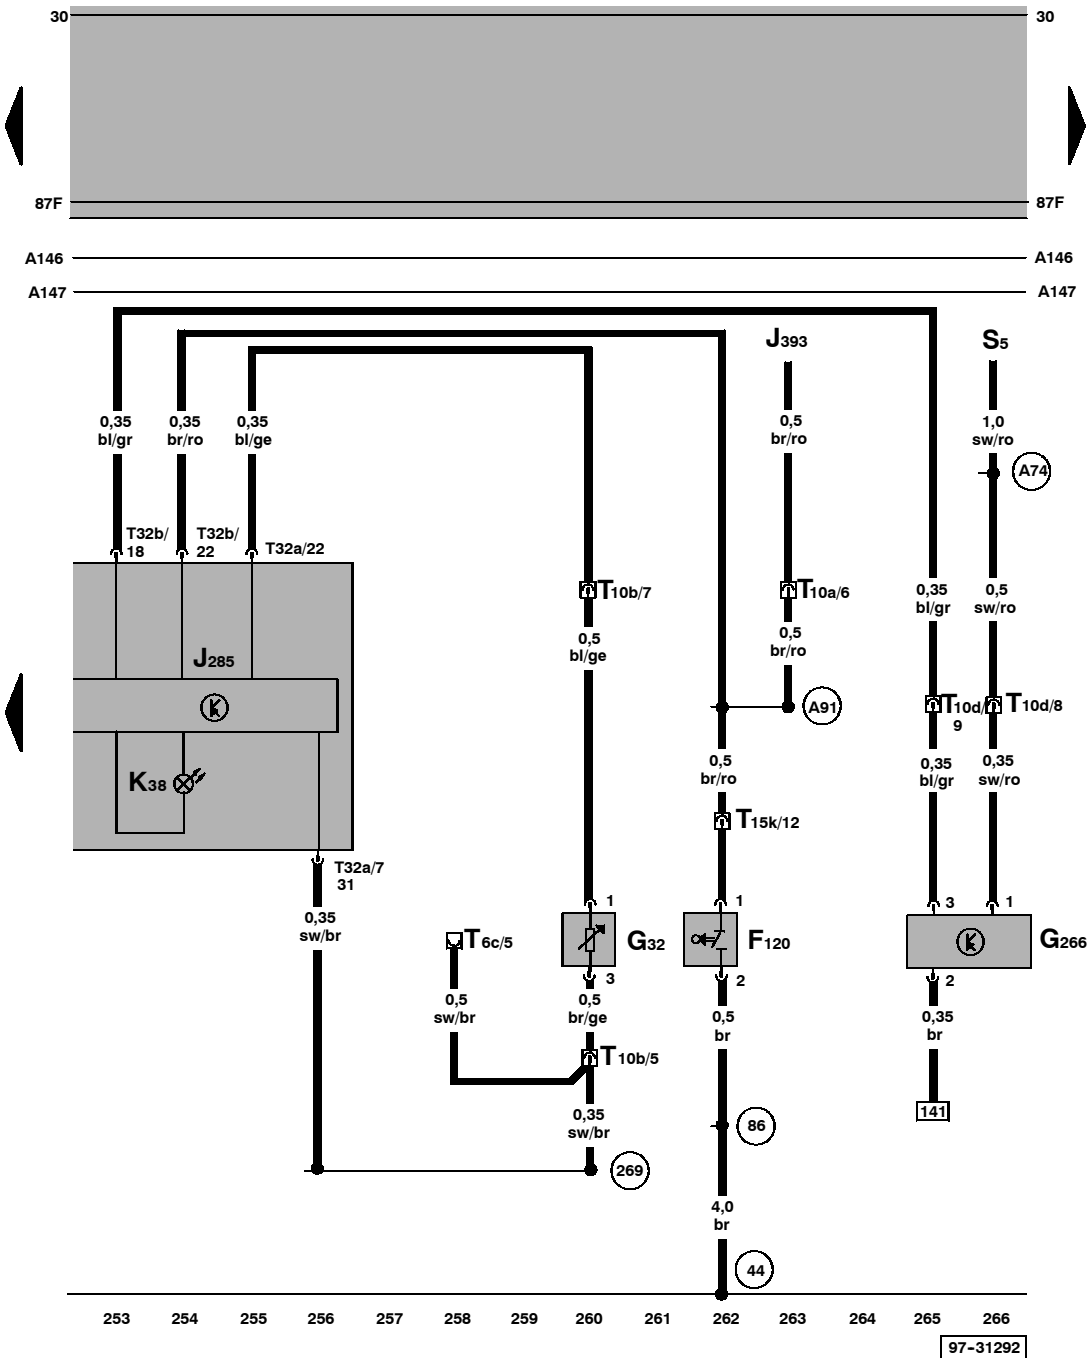 30 30
87F 87F
A146 A146
A147 A147
J393 S5
0,35 0,35 0,35 0,5 1,0
bl/gr br/ro bl/ge br/ro sw/ro
A74
T32b/ T32b/
18 22 T32a/22
T10b/7 T10a/6 0,35 0,5
bl/gr sw/ro
0,5 0,5
bl/ge br/ro
J285
A91 T10d/ T10d/8
9
0,5 0,35 0,35
br/ro bl/gr sw/ro
K38
T15k/12
T32a/7
31
1 1 3 1
0,35
sw/br
T6c/5 G32 F120 G266
3 2 2
0,5 0,5 0,5 0,35
sw/br br/ge br br
T10b/5
141
0,35 86
sw/br
269
4,0
br
44
253 254 255 256 257 258 259 260 261 262 263 264 265 266
97-31292